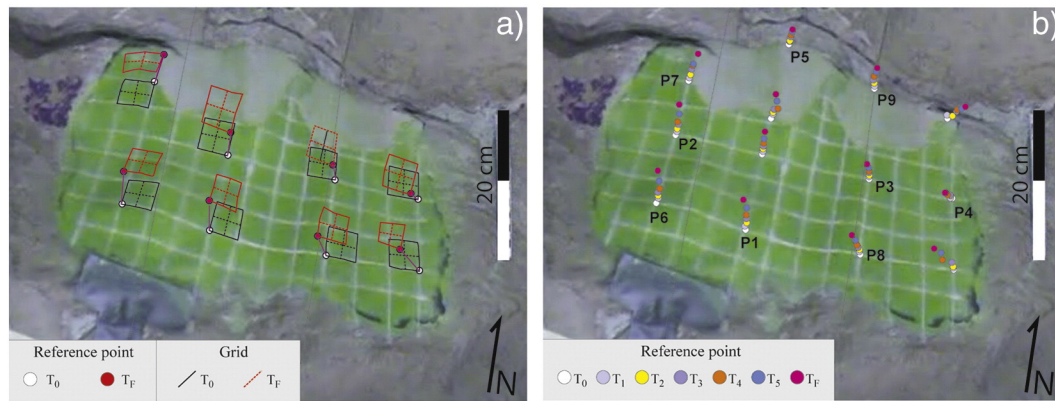 a)
20 cm
N
Reference point
Grid
T0
TF
T0
TF
b)
P5
P7
P9
P2
P3
P6
P4
P1
P8
20 cm
N
Reference point
T0 T1 T2 T3 T4 T5 TF